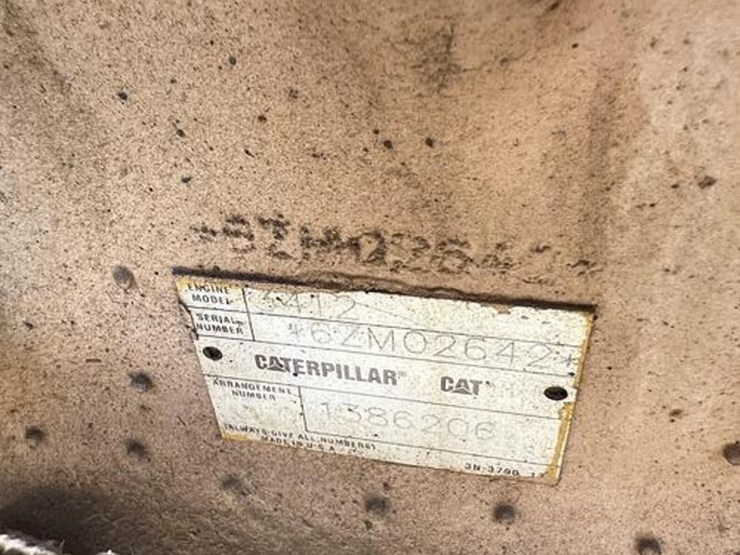 *6ZM02642*
ENGINE MODEL 3412
SERIAL NUMBER *6ZM02642*
CATERPILLAR® CAT®
ARRANGEMENT NUMBER 1386206
(ALWAYS GIVE ALL NUMBERS)
MADE IN U.S.A.
3N-3790